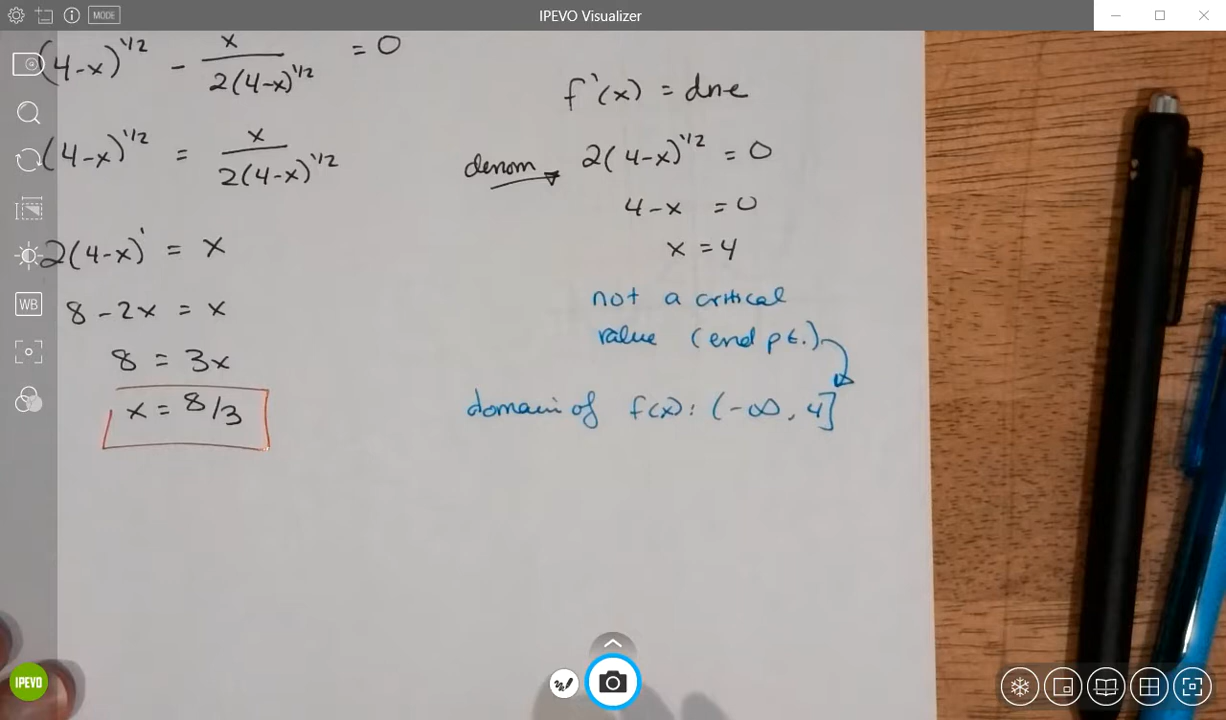 IPEVO Visualizer
MODE
(4-x)^1/2 - x / 2(4-x)^1/2 = 0
(4-x)^1/2 = x / 2(4-x)^1/2
2(4-x)^1 = x
8 - 2x = x
8 = 3x
x = 8/3
f'(x) = dne
denom → 2(4-x)^1/2 = 0
4-x = 0
x = 4
not a critical
value (end pt.)
domain of f(x): (-∞, 4]
WB
IPEVO